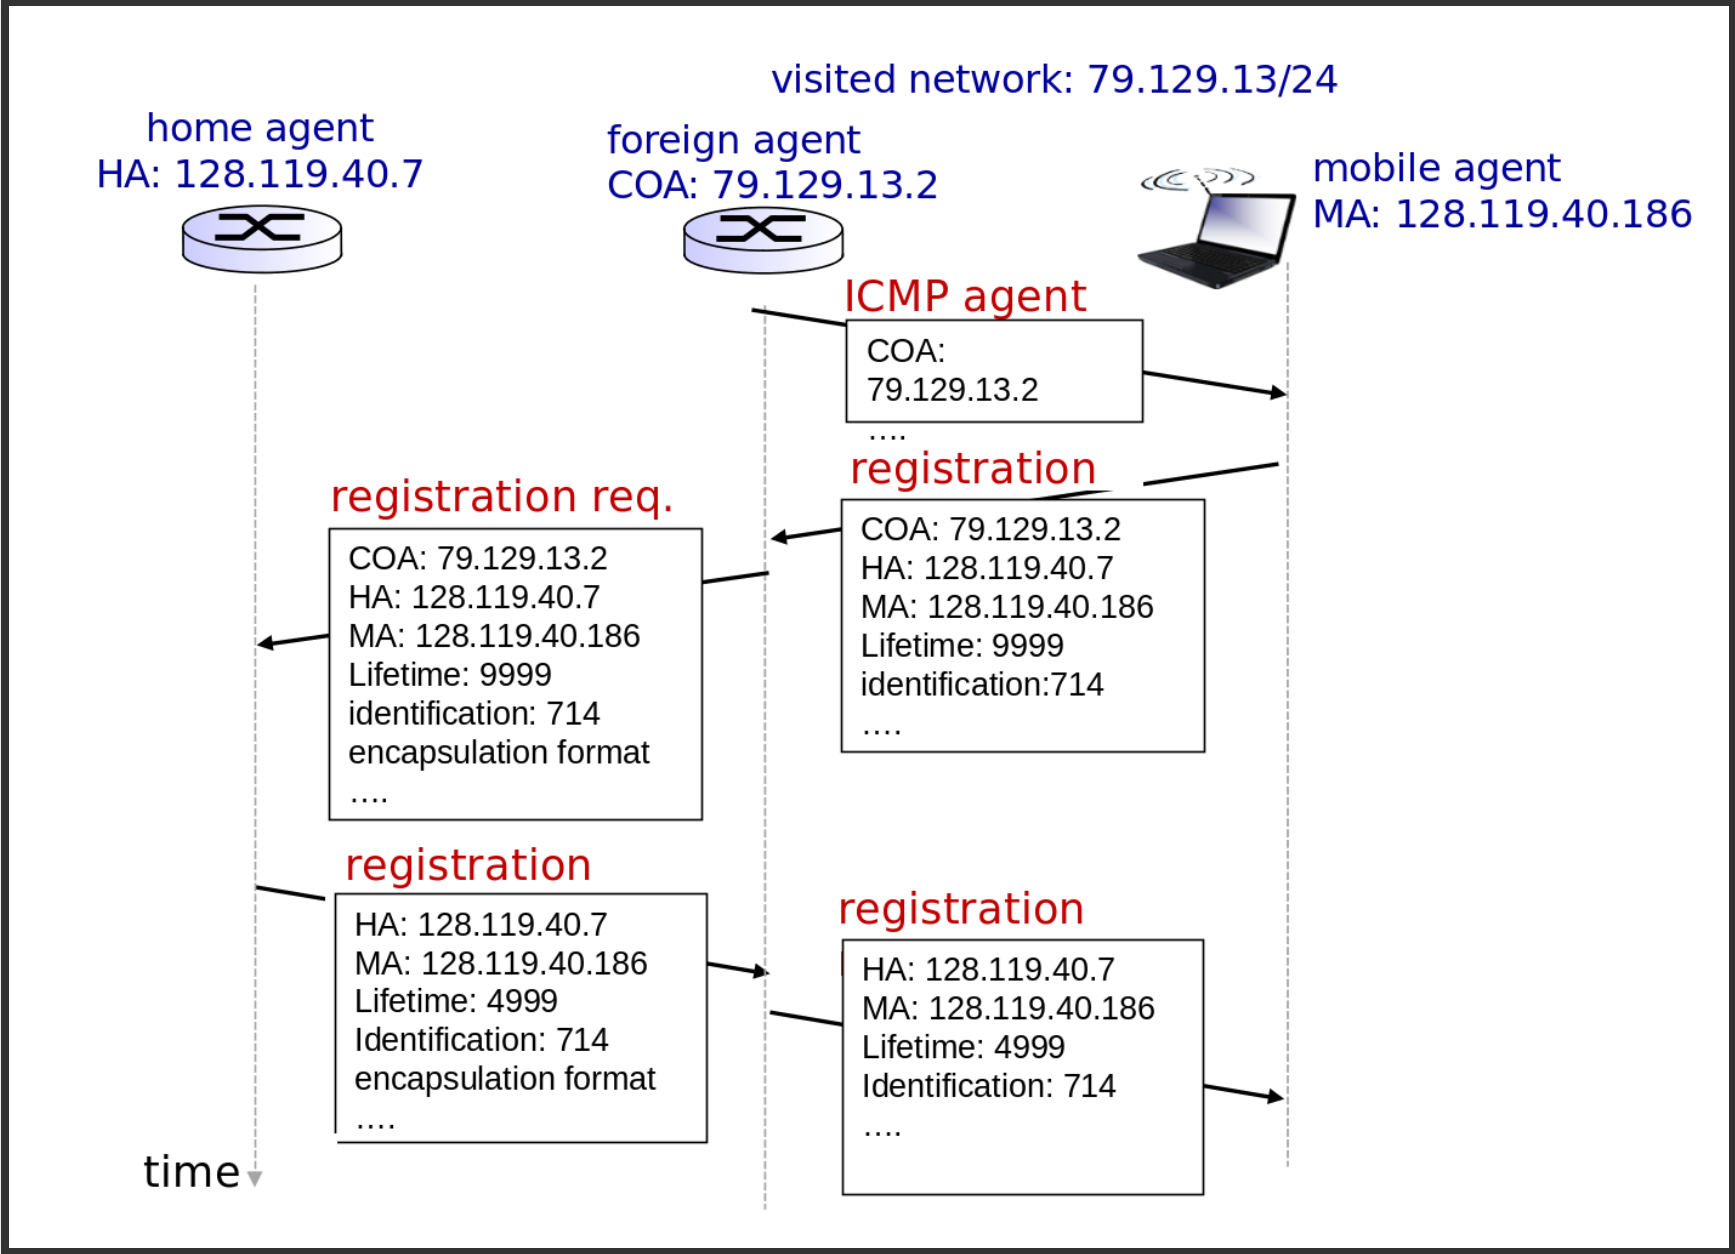 visited network: 79.129.13/24
home agent
HA: 128.119.40.7
foreign agent
COA: 79.129.13.2
mobile agent
MA: 128.119.40.186
ICMP agent
COA:
79.129.13.2
….
registration
COA: 79.129.13.2
HA: 128.119.40.7
MA: 128.119.40.186
Lifetime: 9999
identification:714
….
registration req.
COA: 79.129.13.2
HA: 128.119.40.7
MA: 128.119.40.186
Lifetime: 9999
identification: 714
encapsulation format
….
registration
HA: 128.119.40.7
MA: 128.119.40.186
Lifetime: 4999
Identification: 714
encapsulation format
….
registration
HA: 128.119.40.7
MA: 128.119.40.186
Lifetime: 4999
Identification: 714
….
time